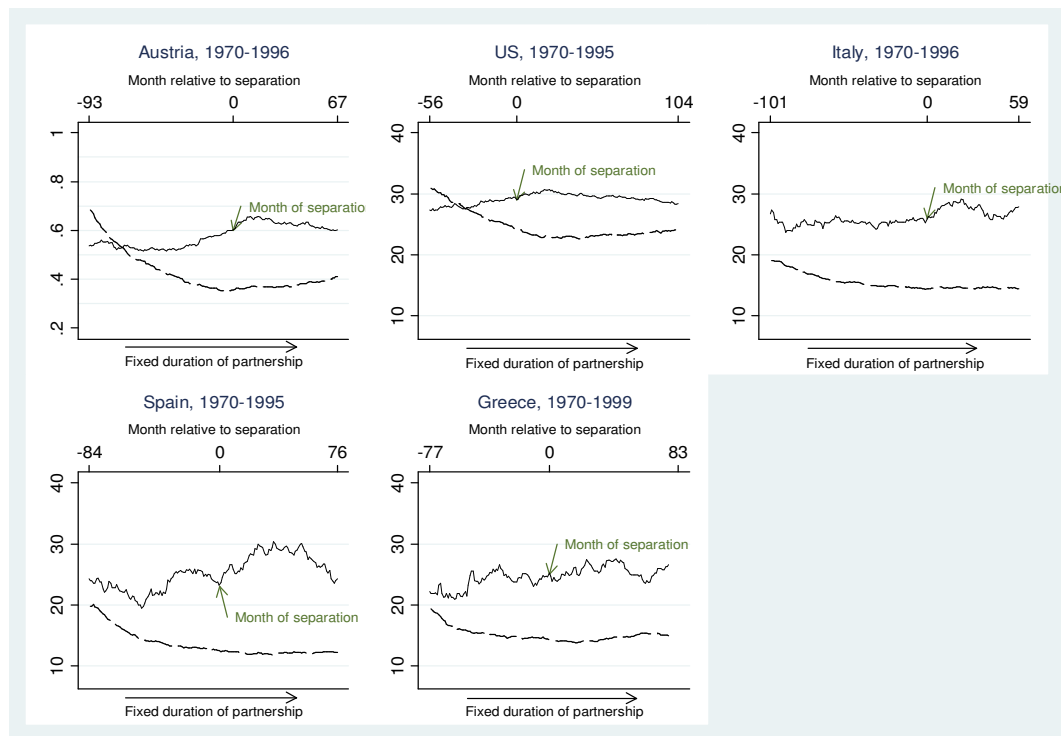 Austria, 1970-1996
Month relative to separation
-93 0 67
1
.8
.6
.4
.2
Month of separatio
Fixed duration of partnership
US, 1970-1995
Month relative to separation
-56 0 104
40
30
20
10
Month of separation
Fixed duration of partnership
Italy, 1970-1996
Month relative to separation
-101 0 59
40
30
20
10
Month of separation
Fixed duration of partnership
Spain, 1970-1995
Month relative to separation
-84 0 76
40
30
20
10
Month of separation
Fixed duration of partnership
Greece, 1970-1999
Month relative to separation
-77 0 83
40
30
20
10
Month of separation
Fixed duration of partnership